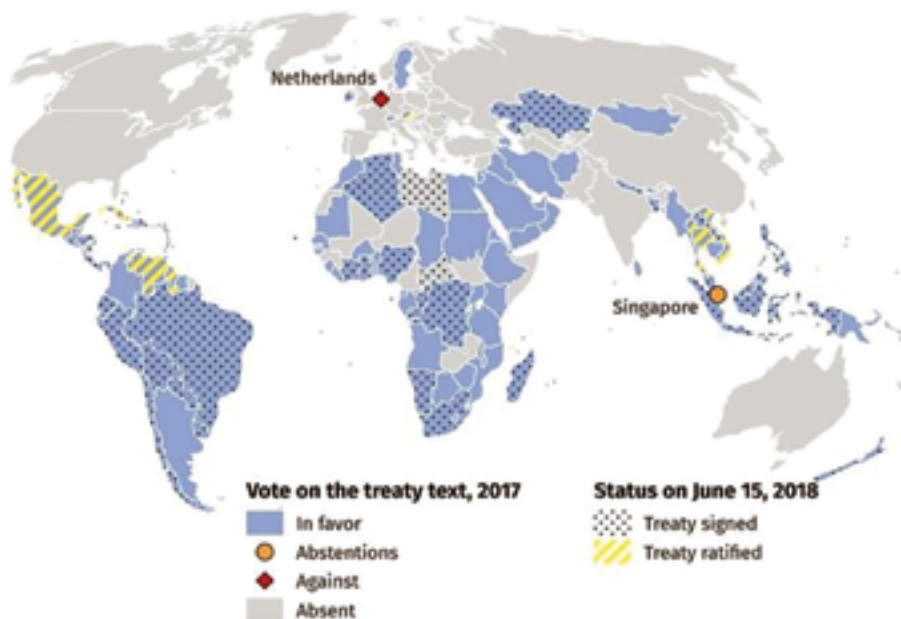 Netherlands
Singapore
Vote on the treaty text, 2017
In favor
Abstentions
Against
Absent
Status on June 15, 2018
Treaty signed
Treaty ratified